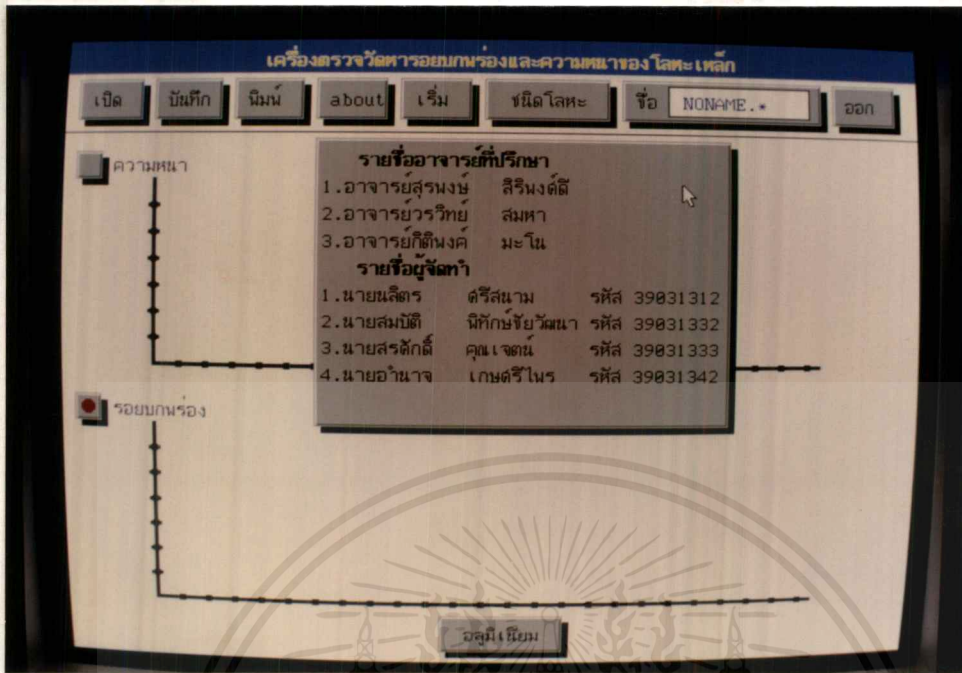 เครื่องตรวจวัดหารอยบกพร่องและความหนาของโลหะเหล็ก
เปิด บันทึก พิมพ์ about เริ่ม ชนิดโลหะ ชื่อ NONAME.* ออก
ความหนา
รายชื่ออาจารย์ที่ปรึกษา
1.อาจารย์สุรพงษ์ สิริพงค์ดี
2.อาจารย์วรวิทย์ สมหา
3.อาจารย์กิติพงค์ มะโน
รายชื่อผู้จัดทำ
1.นายนลิตร ศรีสนาม รหัส 39031312
2.นายสมบัติ พิทักษ์ชัยวัฒนา รหัส 39031332
3.นายสรศักดิ์ คุณเจตน์ รหัส 39031333
4.นายอำนาจ เกษตรีไพร รหัส 39031342
รอยบกพร่อง
อลูมิเนียม